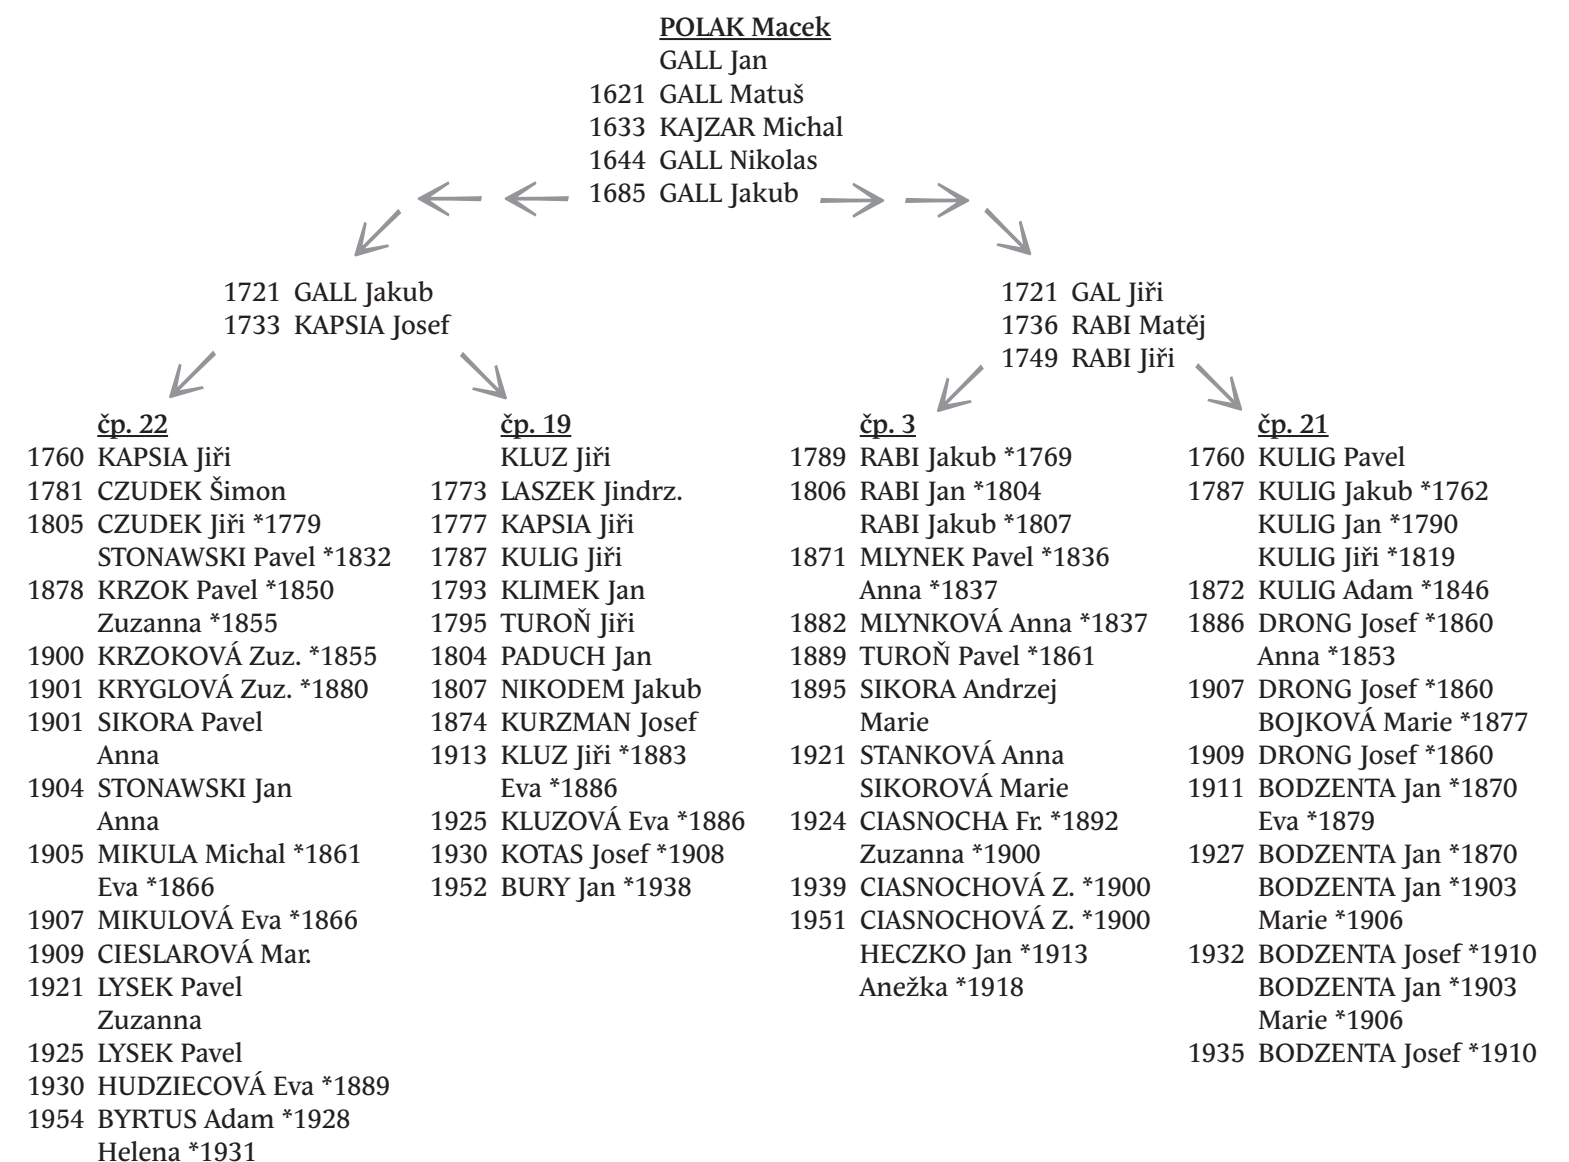 POLAK Macek
GALL Jan
1621 GALL Matuš
1633 KAJZAR Michal
1644 GALL Nikolas
1685 GALL Jakub
1721 GALL Jakub
1733 KAPSIA Josef
1721 GAL Jiří
1736 RABI Matěj
1749 RABI Jiří
čp. 22
1760 KAPSIA Jiří
1781 CZUDEK Šimon
1805 CZUDEK Jiří *1779
STONAWSKI Pavel *1832
1878 KRZOK Pavel *1850
Zuzanna *1855
1900 KRZOKOVÁ Zuz. *1855
1901 KRYGLOVÁ Zuz. *1880
1901 SIKORA Pavel
Anna
1904 STONAWSKI Jan
Anna
1905 MIKULA Michal *1861
Eva *1866
1907 MIKULOVÁ Eva *1866
1909 CIESLAROVÁ Mar.
1921 LYSEK Pavel
Zuzanna
1925 LYSEK Pavel
1930 HUDZIECOVÁ Eva *1889
1954 BYRTUS Adam *1928
Helena *1931
čp. 19
KLUZ Jiří
1773 LASZEK Jindrz.
1777 KAPSIA Jiří
1787 KULIG Jiří
1793 KLIMEK Jan
1795 TUROŇ Jiří
1804 PADUCH Jan
1807 NIKODEM Jakub
1874 KURZMAN Josef
1913 KLUZ Jiří *1883
Eva *1886
1925 KLUZOVÁ Eva *1886
1930 KOTAS Josef *1908
1952 BURY Jan *1938
čp. 3
1789 RABI Jakub *1769
1806 RABI Jan *1804
RABI Jakub *1807
1871 MLYNEK Pavel *1836
Anna *1837
1882 MLYNKOVÁ Anna *1837
1889 TUROŇ Pavel *1861
1895 SIKORA Andrzej
Marie
1921 STANKOVÁ Anna
SIKOROVÁ Marie
1924 CIASNOCHA Fr. *1892
Zuzanna *1900
1939 CIASNOCHOVÁ Z. *1900
1951 CIASNOCHOVÁ Z. *1900
HECZKO Jan *1913
Anežka *1918
čp. 21
1760 KULIG Pavel
1787 KULIG Jakub *1762
KULIG Jan *1790
KULIG Jiří *1819
1872 KULIG Adam *1846
1886 DRONG Josef *1860
Anna *1853
1907 DRONG Josef *1860
BOJKOVÁ Marie *1877
1909 DRONG Josef *1860
1911 BODZENTA Jan *1870
Eva *1879
1927 BODZENTA Jan *1870
BODZENTA Jan *1903
Marie *1906
1932 BODZENTA Josef *1910
BODZENTA Jan *1903
Marie *1906
1935 BODZENTA Josef *1910